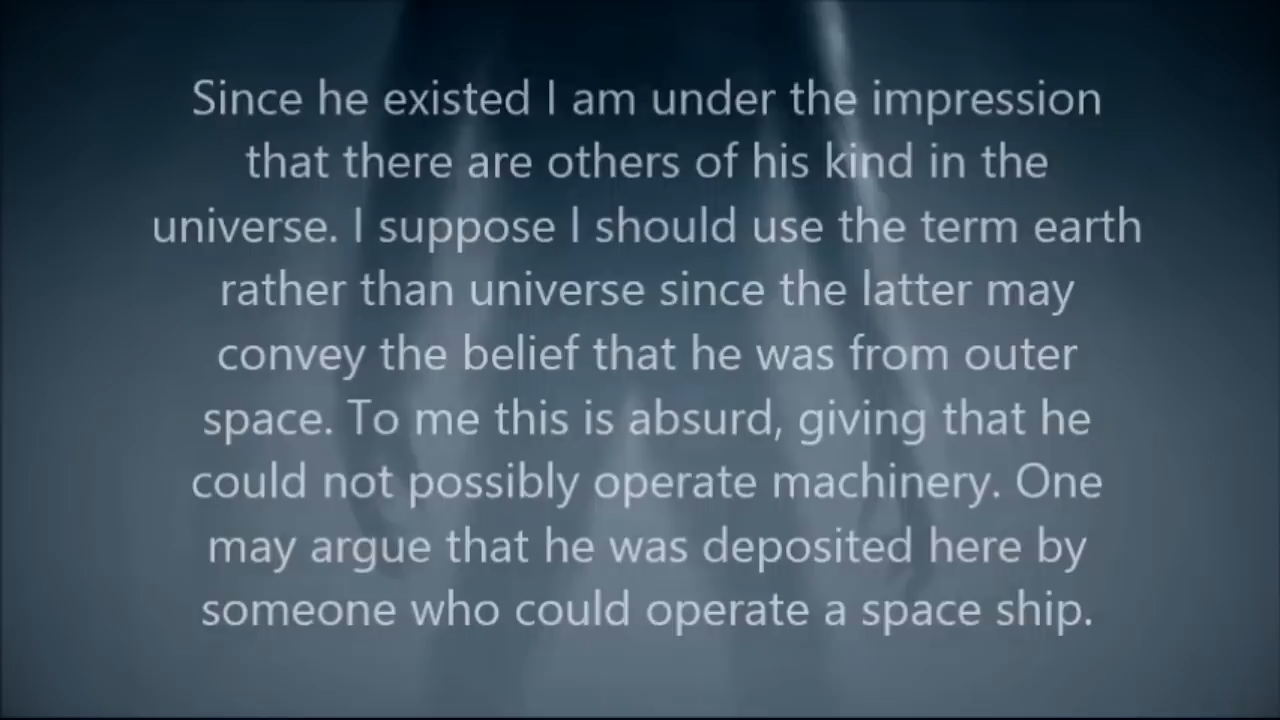 Since he existed I am under the impression
that there are others of his kind in the
universe. I suppose I should use the term earth
rather than universe since the latter may
convey the belief that he was from outer
space. To me this is absurd, giving that he
could not possibly operate machinery. One
may argue that he was deposited here by
someone who could operate a space ship.